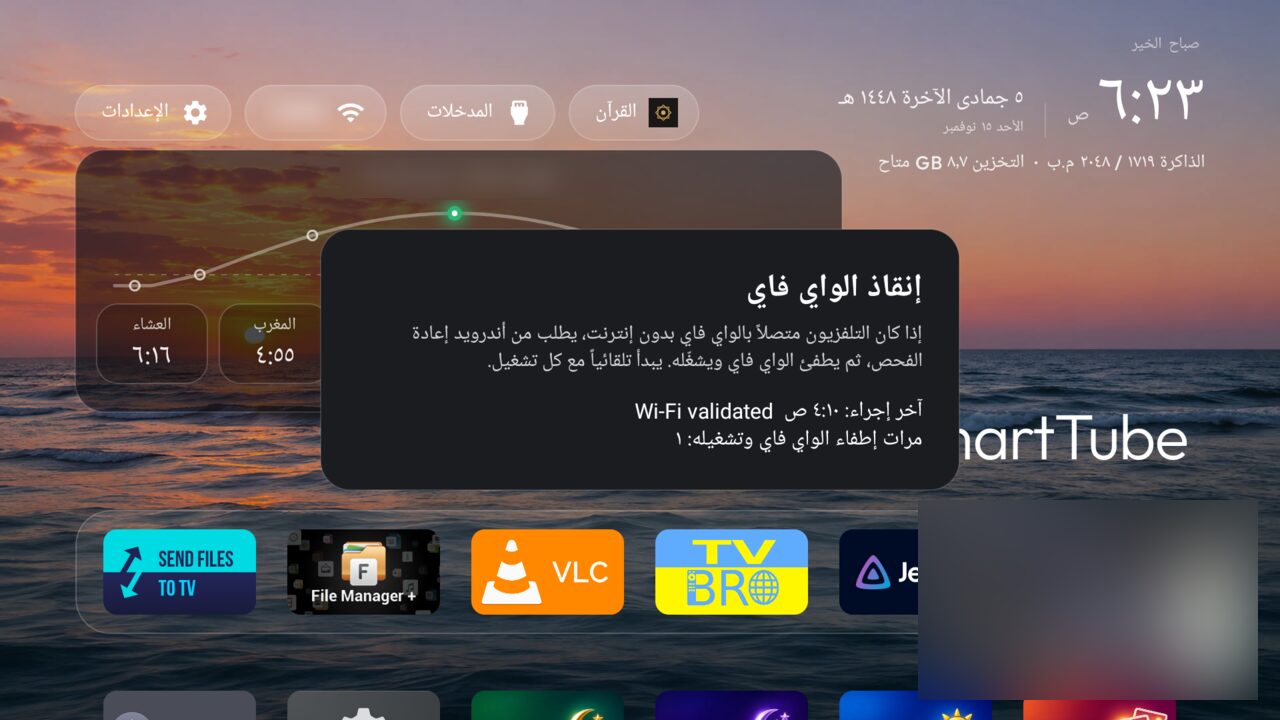 صباح الخير
٦:٢٣ ص
٥ جمادى الآخرة ١٤٤٨ هـ
الأحد ١٥ نوفمبر
الذاكرة ١٧١٩ / ٢٠٤٨ م.ب · التخزين ٨٫٧ GB متاح
القرآن
المدخلات
الإعدادات
المغرب
٤:٥٥
العشاء
٦:١٦
إنقاذ الواي فاي
إذا كان التلفزيون متصلاً بالواي فاي بدون إنترنت، يطلب من أندرويد إعادة
الفحص، ثم يطفئ الواي فاي ويشغّله. يبدأ تلقائياً مع كل تشغيل.
آخر إجراء: ٤:١٠ ص Wi-Fi validated
مرات إطفاء الواي فاي وتشغيله: ١
artTube
SEND FILES
TO TV
F
File Manager +
VLC
TV
BRO
Je